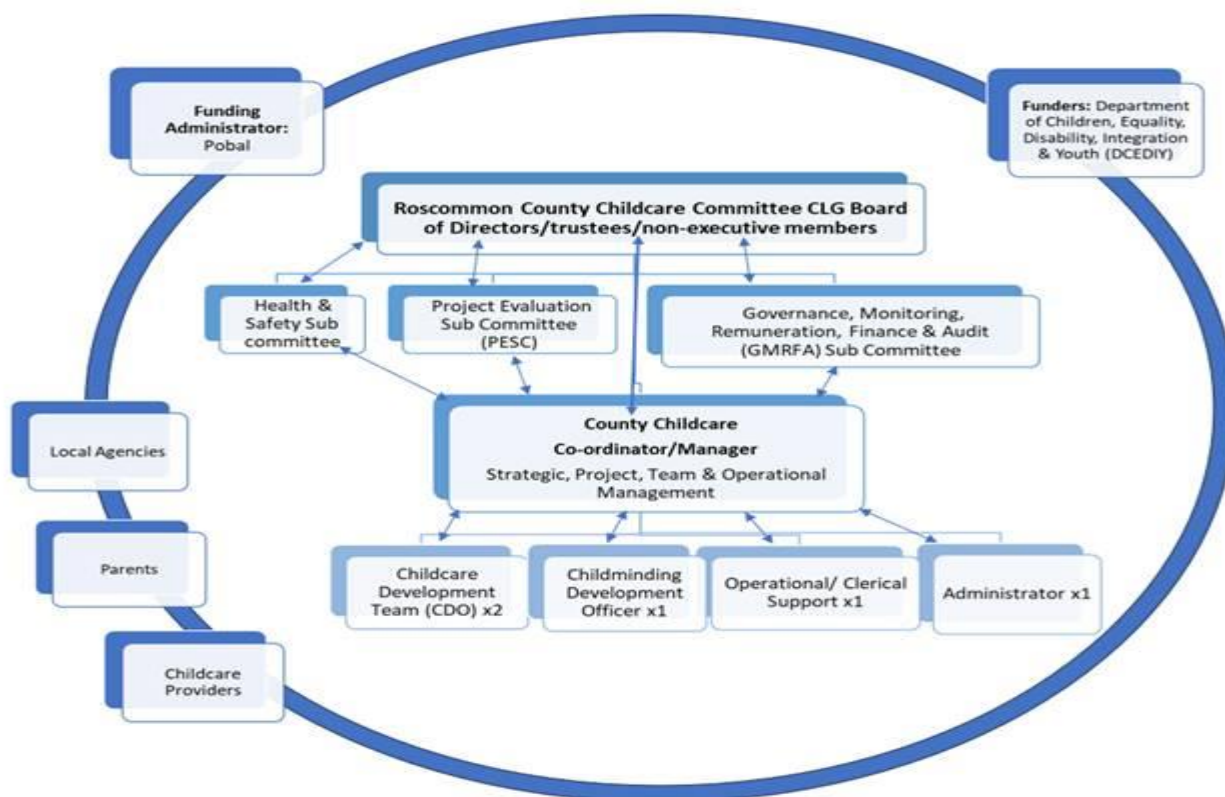 Funding
Administrator:
Pobal
Funders: Department
of Children, Equality,
Disability, Integration
& Youth (DCEDIY)
Roscommon County Childcare Committee CLG Board
of Directors/trustees/non-executive members
Health &
Safety Sub
committee
Project Evaluation
Sub Committee
(PESC)
Governance, Monitoring,
Remuneration, Finance & Audit
(GMRFA) Sub Committee
County Childcare
Co-ordinator/Manager
Strategic, Project, Team & Operational
Management
Local Agencies
Parents
Childcare
Providers
Childcare
Development
Team (CDO) x2
Childminding
Development
Officer x1
Operational/ Clerical
Support x1
Administrator x1